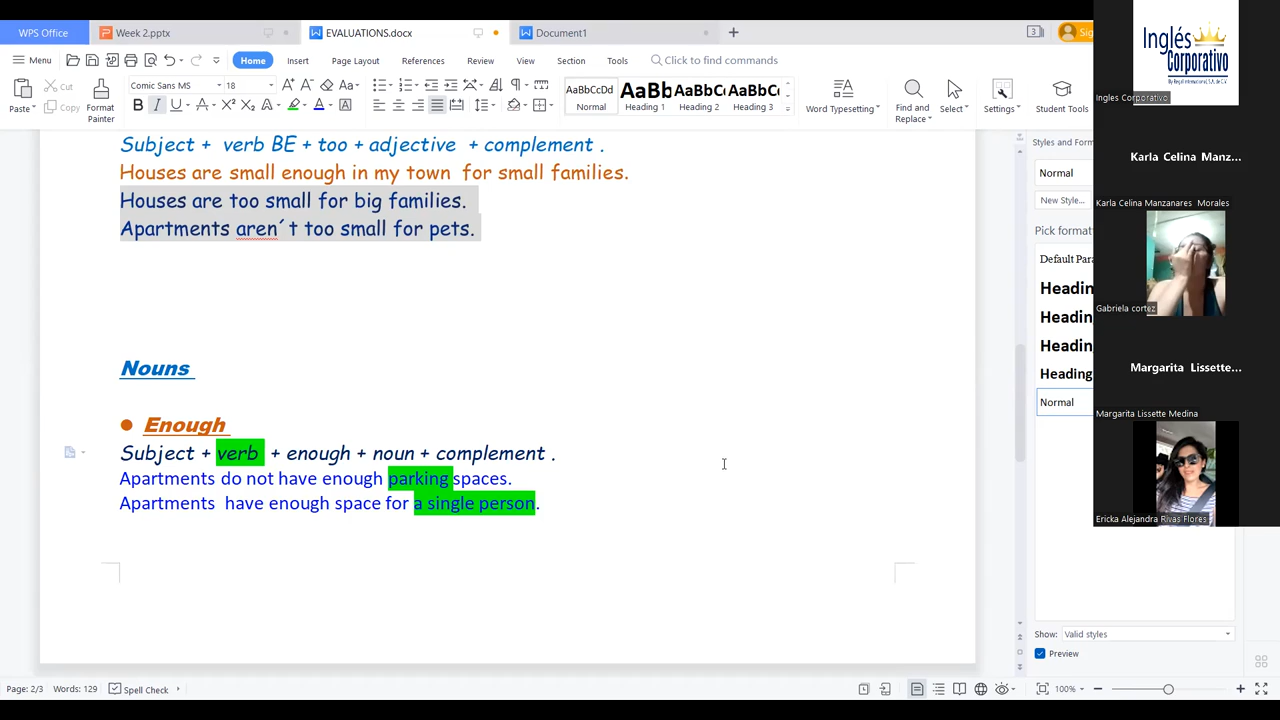 WPS Office
Week 2.pptx
EVALUATIONS.docx
Document1
Menu
Home
Insert
Page Layout
References
Review
View
Section
Tools
Click to find commands
Paste
Cut
Copy
Format
Painter
Comic Sans MS
18
AaBbCcDd
Normal
AaBb
Heading 1
AaBbC
Heading 2
AaBbC
Heading 3
Word Typesetting
Find and
Replace
Select
Settings
Student Tools
Subject + verb BE + too + adjective + complement .
Houses are small enough in my town for small families.
Houses are too small for big families.
Apartments aren´t too small for pets.
Nouns
Enough
Subject + verb + enough + noun + complement .
Apartments do not have enough parking spaces.
Apartments have enough space for a single person.
Styles and Form
Normal
New Style...
Pick format
Default Para
Headin
Headin
Heading
Heading
Normal
Show:
Valid styles
Preview
Inglés
Corporativo
Ingles Corporativo
Karla Celina Manz...
Karla Celina Manzanares Morales
Gabriela cortez
Margarita Lissette...
Margarita Lissette Medina
Ericka Alejandra Rivas Flores
Page: 2/3
Words: 129
Spell Check
100%